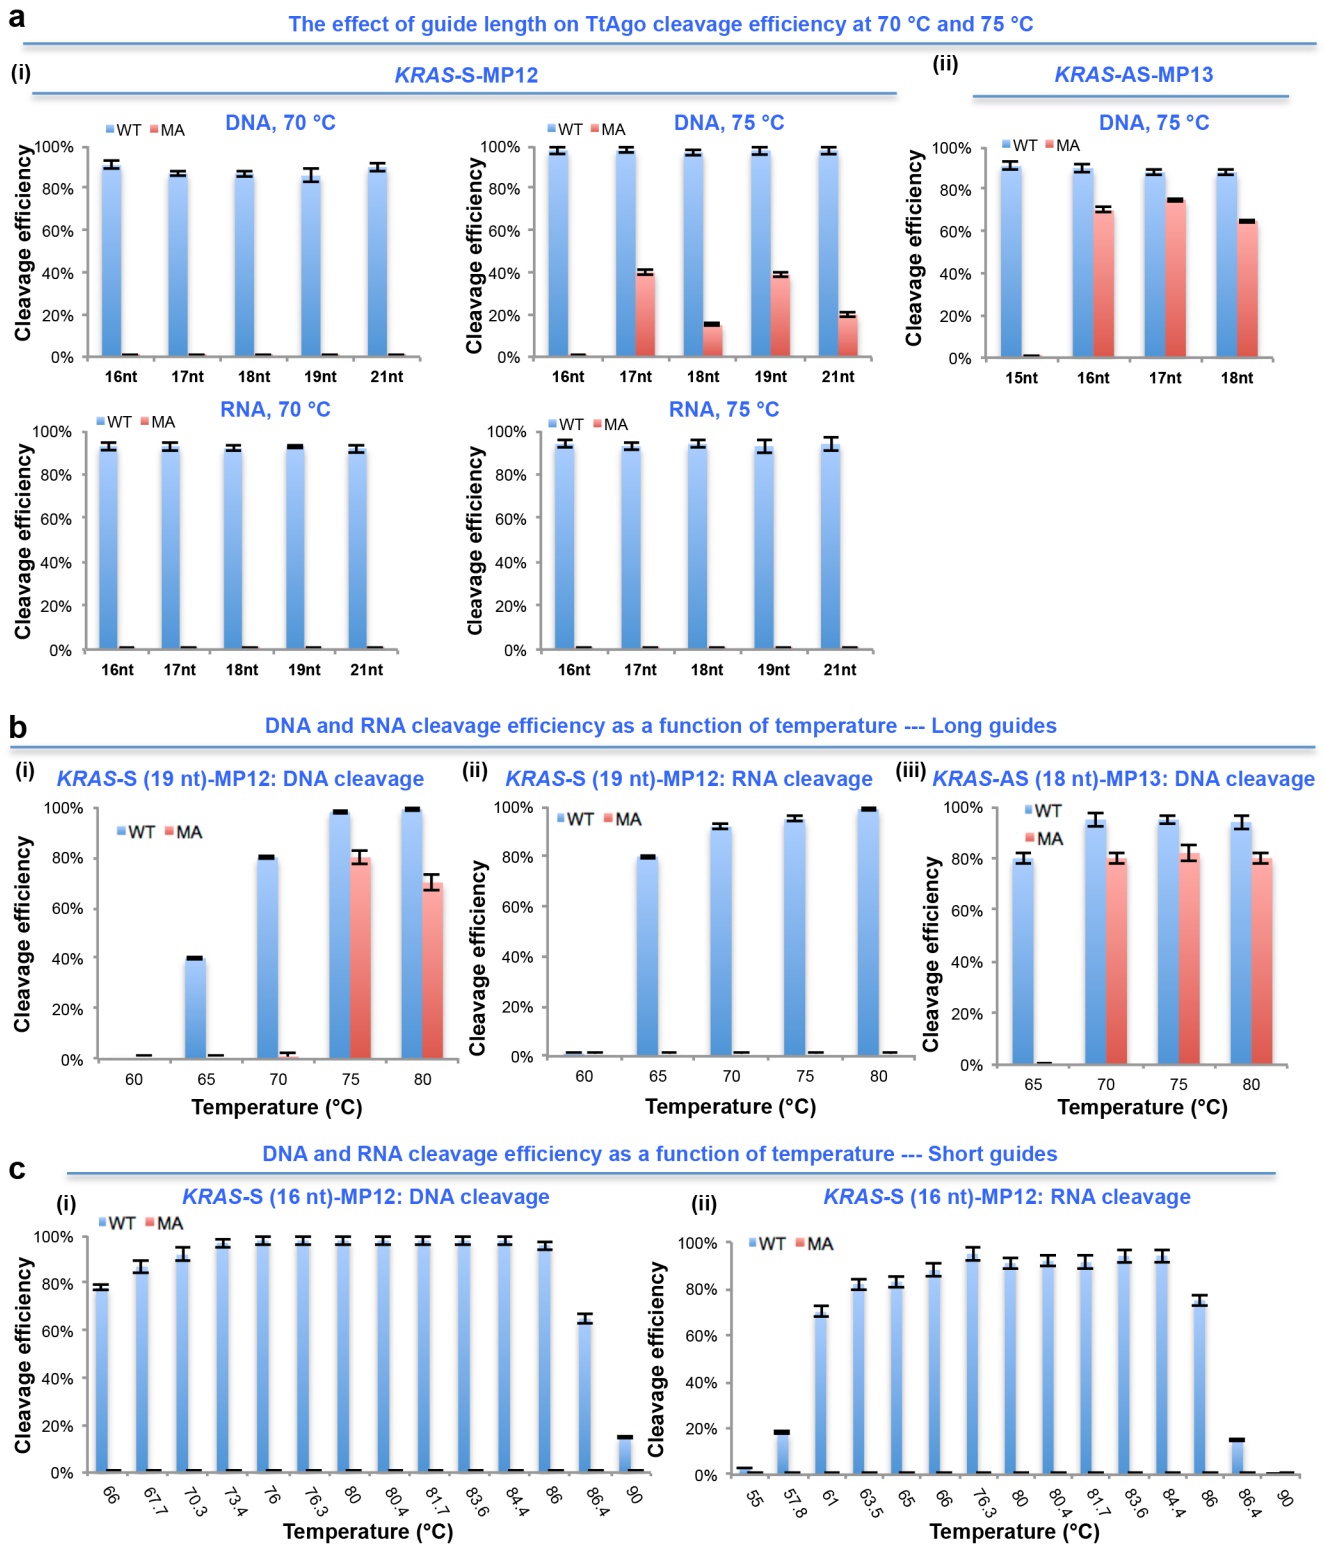 a
The effect of guide length on TtAgo cleavage efficiency at 70 °C and 75 °C
(i)
KRAS-S-MP12
(ii)
KRAS-AS-MP13
WT MA
DNA, 70 °C
Cleavage efficiency
100%
80%
60%
40%
20%
0%
16nt 17nt 18nt 19nt 21nt
WT MA
DNA, 75 °C
Cleavage efficiency
100%
80%
60%
40%
20%
0%
16nt 17nt 18nt 19nt 21nt
DNA, 75 °C
WT MA
Cleavage efficiency
100%
80%
60%
40%
20%
0%
15nt 16nt 17nt 18nt
RNA, 70 °C
WT MA
Cleavage efficiency
100%
80%
60%
40%
20%
0%
16nt 17nt 18nt 19nt 21nt
RNA, 75 °C
WT MA
Cleavage efficiency
100%
80%
60%
40%
20%
0%
16nt 17nt 18nt 19nt 21nt
b
DNA and RNA cleavage efficiency as a function of temperature --- Long guides
(i)
KRAS-S (19 nt)-MP12: DNA cleavage
WT MA
Cleavage efficiency
100%
80%
60%
40%
20%
0%
60 65 70 75 80
Temperature (°C)
(ii)
KRAS-S (19 nt)-MP12: RNA cleavage
WT MA
Cleavage efficiency
100%
80%
60%
40%
20%
0%
60 65 70 75 80
Temperature (°C)
(iii)
KRAS-AS (18 nt)-MP13: DNA cleavage
WT
MA
Cleavage efficiency
100%
80%
60%
40%
20%
0%
65 70 75 80
Temperature (°C)
c
DNA and RNA cleavage efficiency as a function of temperature --- Short guides
(i)
KRAS-S (16 nt)-MP12: DNA cleavage
WT MA
Cleavage efficiency
100%
80%
60%
40%
20%
0%
66 67.7 70.3 73.4 76 76.3 80 80.4 81.7 83.6 84.4 86 86.4 90
Temperature (°C)
(ii)
KRAS-S (16 nt)-MP12: RNA cleavage
WT MA
Cleavage efficiency
100%
80%
60%
40%
20%
0%
55 57.8 61 63.5 65 66 76.3 80 80.4 81.7 83.6 84.4 86 86.4 90
Temperature (°C)